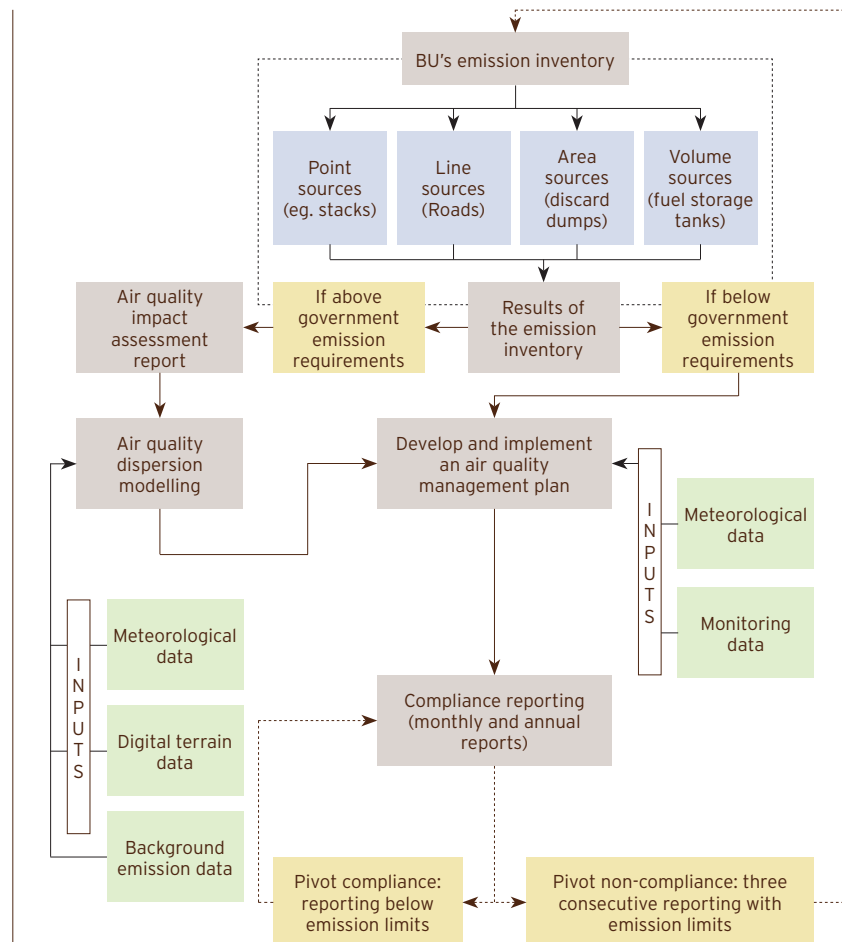 BU's emission inventory
Point
sources
(eg. stacks)
Line
sources
(Roads)
Area
sources
(discard
dumps)
Volume
sources
(fuel storage
tanks)
Air quality
impact
assessment
report
If above
government
emission
requirements
Results of
the emission
inventory
If below
government
emission
requirements
Air quality
dispersion
modelling
Develop and implement
an air quality
management plan
INPUTS
Meteorological
data
Monitoring
data
INPUTS
Meteorological
data
Digital terrain
data
Background
emission data
Compliance reporting
(monthly and annual
reports)
Pivot compliance:
reporting below
emission limits
Pivot non-compliance: three
consecutive reporting with
emission limits